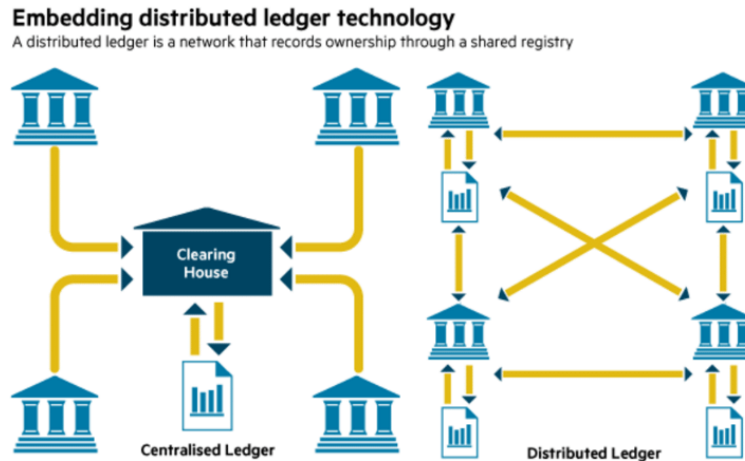 Embedding distributed ledger technology
A distributed ledger is a network that records ownership through a shared registry
Clearing
House
Centralised Ledger
Distributed Ledger